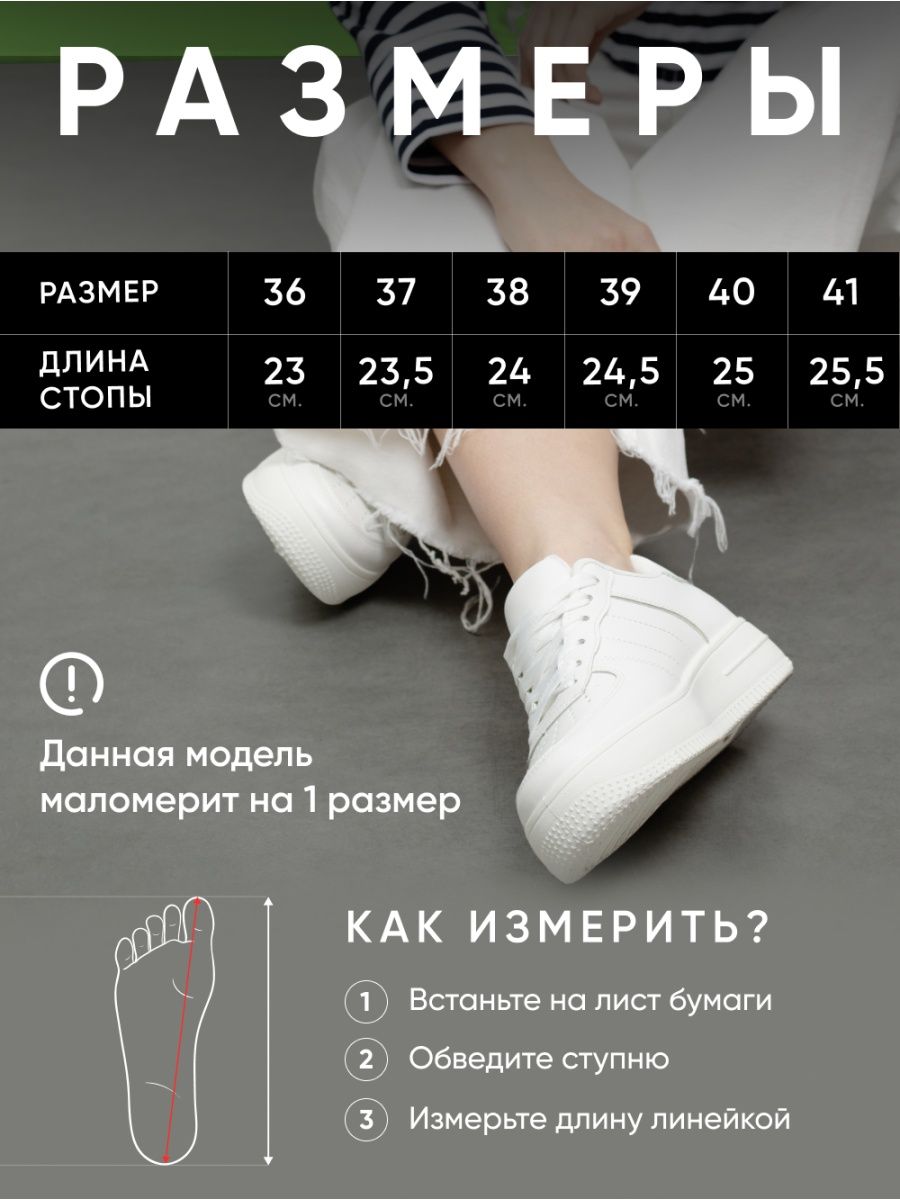 РАЗМЕРЫ
РАЗМЕР 36 37 38 39 40 41
ДЛИНА
СТОПЫ
23 23,5 24 24,5 25 25,5
СМ. СМ. СМ. СМ. СМ. СМ.
Данная модель
маломерит на 1 размер
КАК ИЗМЕРИТЬ?
1 Встаньте на лист бумаги
2 Обведите ступню
3 Измерьте длину линейкой